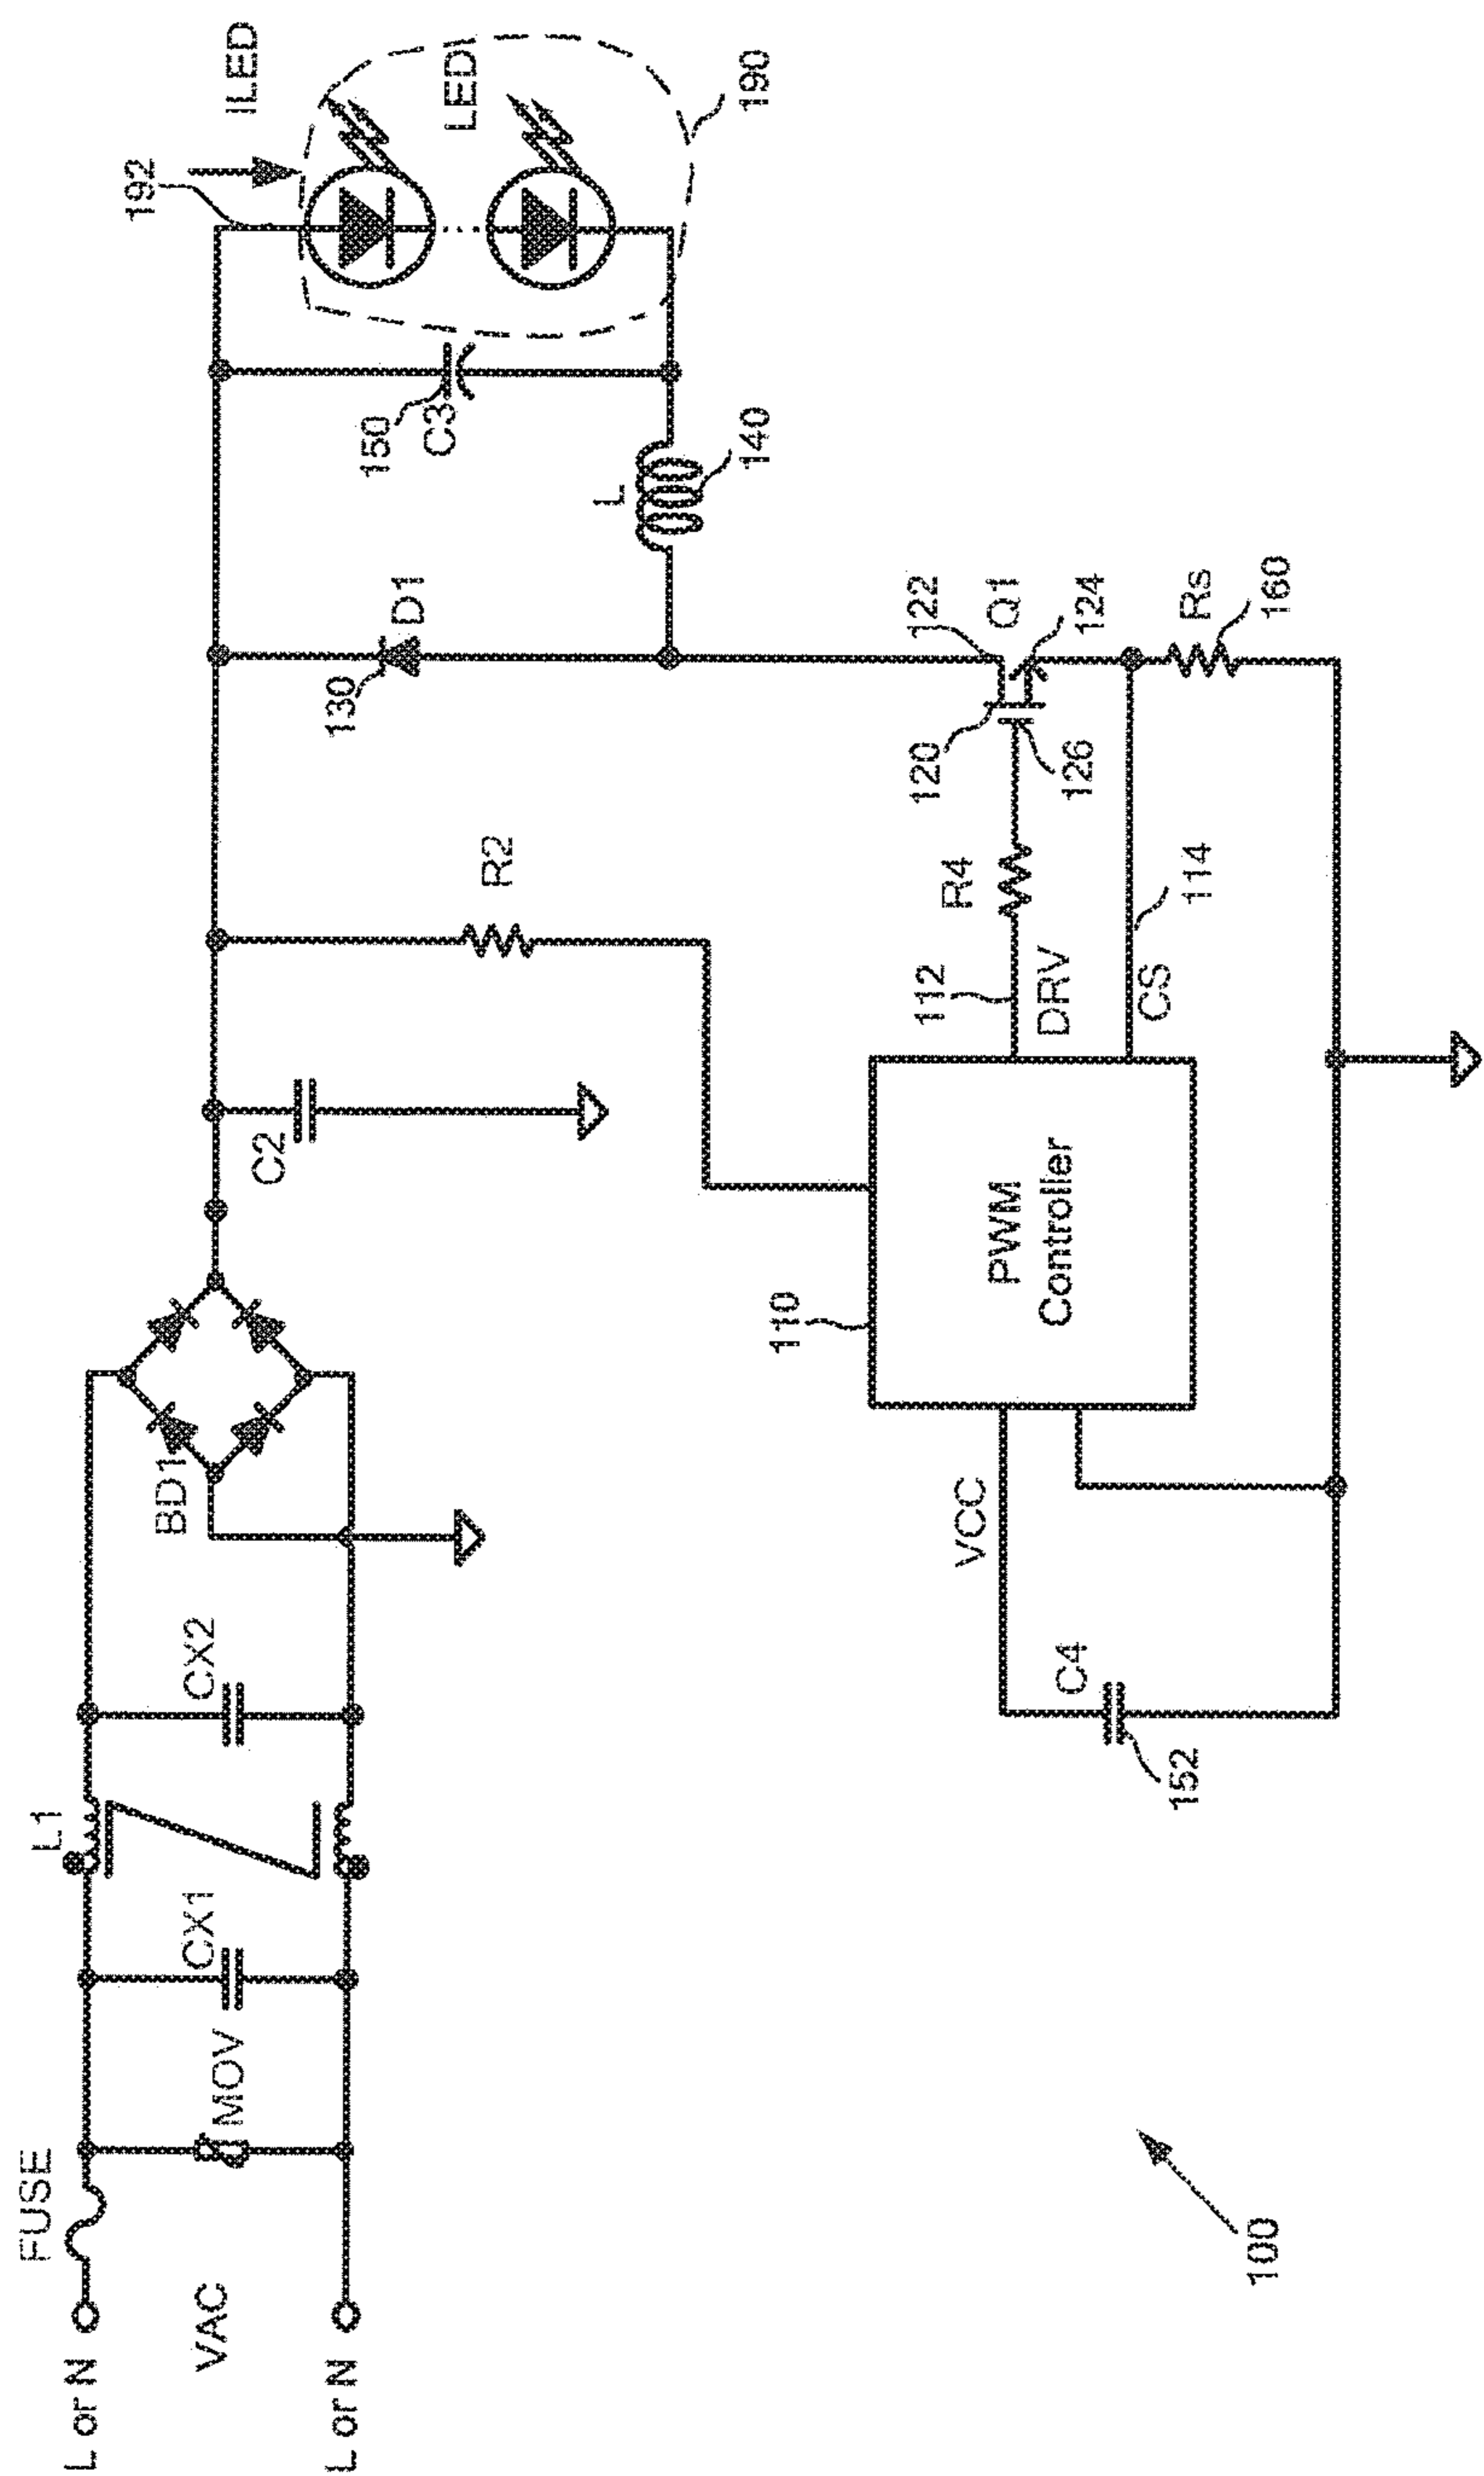 FUSE
L or N
VAC
L or N
MOV
CX1
L1
CX2
BD1
C2
R2
130
D1
L
140
150
C3
192
ILED
LED
190
110
PWM
Controller
VCC
C4
152
112
DRV
R4
CS
114
120
126
122
Q1
124
Rs
160
100